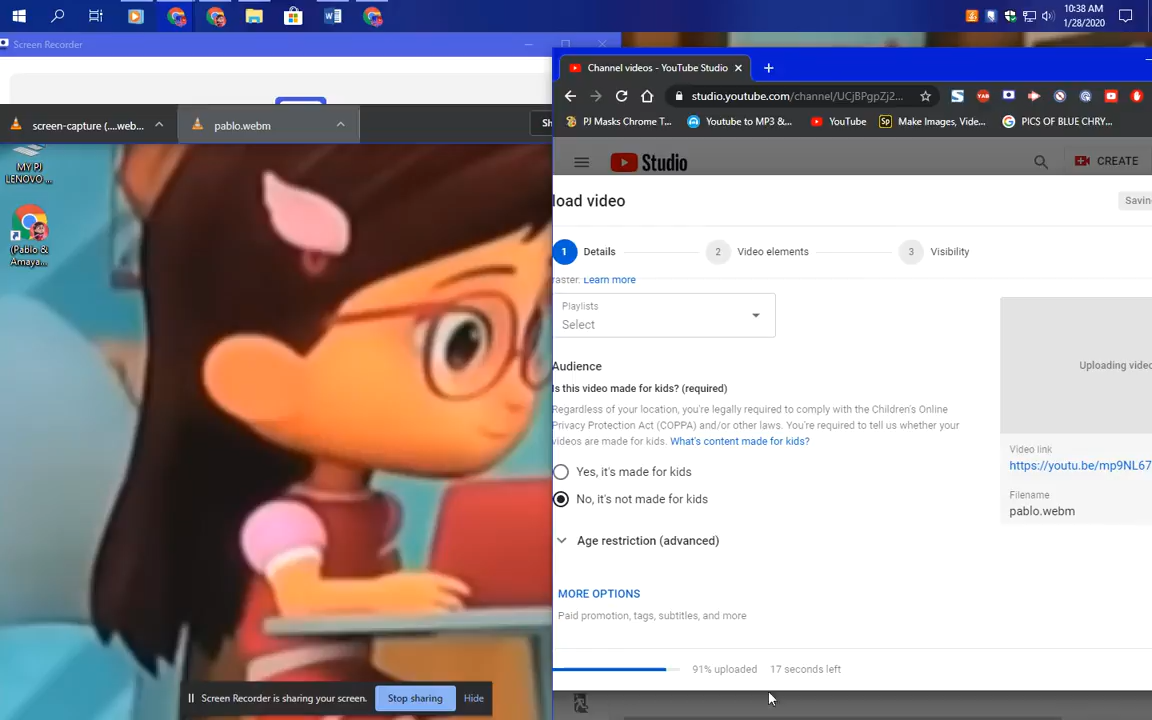 10:38 AM
1/28/2020
Screen Recorder
screen-capture (....web...
pablo.webm
MY PJ
LENOVO ...
(Pablo &
Amaya...
Channel videos - YouTube Studio
studio.youtube.com/channel/UCjBPgpZj2...
PJ Masks Chrome T...
Youtube to MP3 &...
YouTube
Make Images, Vide...
PICS OF BLUE CHRY...
Studio
CREATE
load video
Savin
1 Details
2 Video elements
3 Visibility
faster. Learn more
Playlists
Select
Uploading video
Audience
Is this video made for kids? (required)
Regardless of your location, you're legally required to comply with the Children's Online
Privacy Protection Act (COPPA) and/or other laws. You're required to tell us whether your
videos are made for kids. What's content made for kids?
Video link
https://youtu.be/mp9NL67
Filename
pablo.webm
Yes, it's made for kids
No, it's not made for kids
Age restriction (advanced)
MORE OPTIONS
Paid promotion, tags, subtitles, and more
91% uploaded 17 seconds left
Screen Recorder is sharing your screen.
Stop sharing
Hide